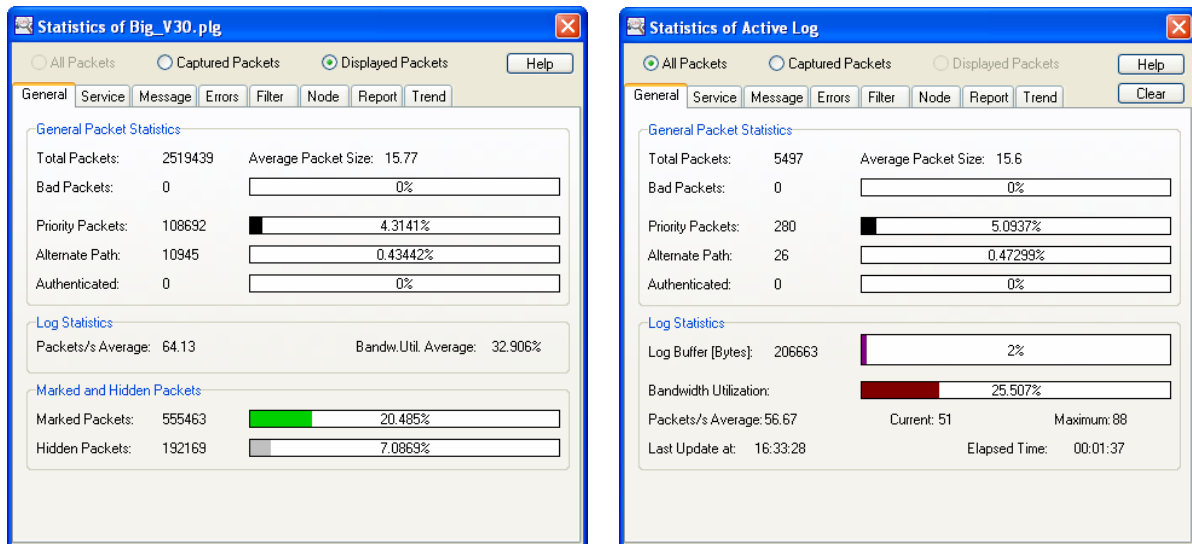 Statistics of Big_V30.plg
All Packets Captured Packets Displayed Packets Help
General Service Message Errors Filter Node Report Trend
General Packet Statistics
Total Packets: 2519439 Average Packet Size: 15.77
Bad Packets: 0 0%
Priority Packets: 108692 4.3141%
Alternate Path: 10945 0.43442%
Authenticated: 0 0%
Log Statistics
Packets/s Average: 64.13 Bandw.Util. Average: 32.906%
Marked and Hidden Packets
Marked Packets: 555463 20.485%
Hidden Packets: 192169 7.0869%
Statistics of Active Log
All Packets Captured Packets Displayed Packets Help
General Service Message Errors Filter Node Report Trend Clear
General Packet Statistics
Total Packets: 5497 Average Packet Size: 15.6
Bad Packets: 0 0%
Priority Packets: 280 5.0937%
Alternate Path: 26 0.47299%
Authenticated: 0 0%
Log Statistics
Log Buffer [Bytes]: 206663 2%
Bandwidth Utilization: 25.507%
Packets/s Average: 56.67 Current: 51 Maximum: 88
Last Update at: 16:33:28 Elapsed Time: 00:01:37